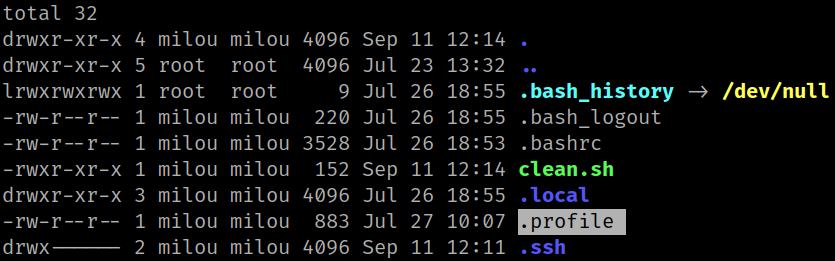 total 32
drwxr-xr-x 4 milou milou 4096 Sep 11 12:14 .
drwxr-xr-x 5 root  root  4096 Jul 23 13:32 ..
lrwxrwxrwx 1 root  root     9 Jul 26 18:55 .bash_history -> /dev/null
-rw-r--r-- 1 milou milou  220 Jul 26 18:55 .bash_logout
-rw-r--r-- 1 milou milou 3528 Jul 26 18:53 .bashrc
-rwxr-xr-x 1 milou milou  152 Sep 11 12:14 clean.sh
drwxr-xr-x 3 milou milou 4096 Jul 26 18:55 .local
-rw-r--r-- 1 milou milou  883 Jul 27 10:07 .profile
drwx------ 2 milou milou 4096 Sep 11 12:11 .ssh